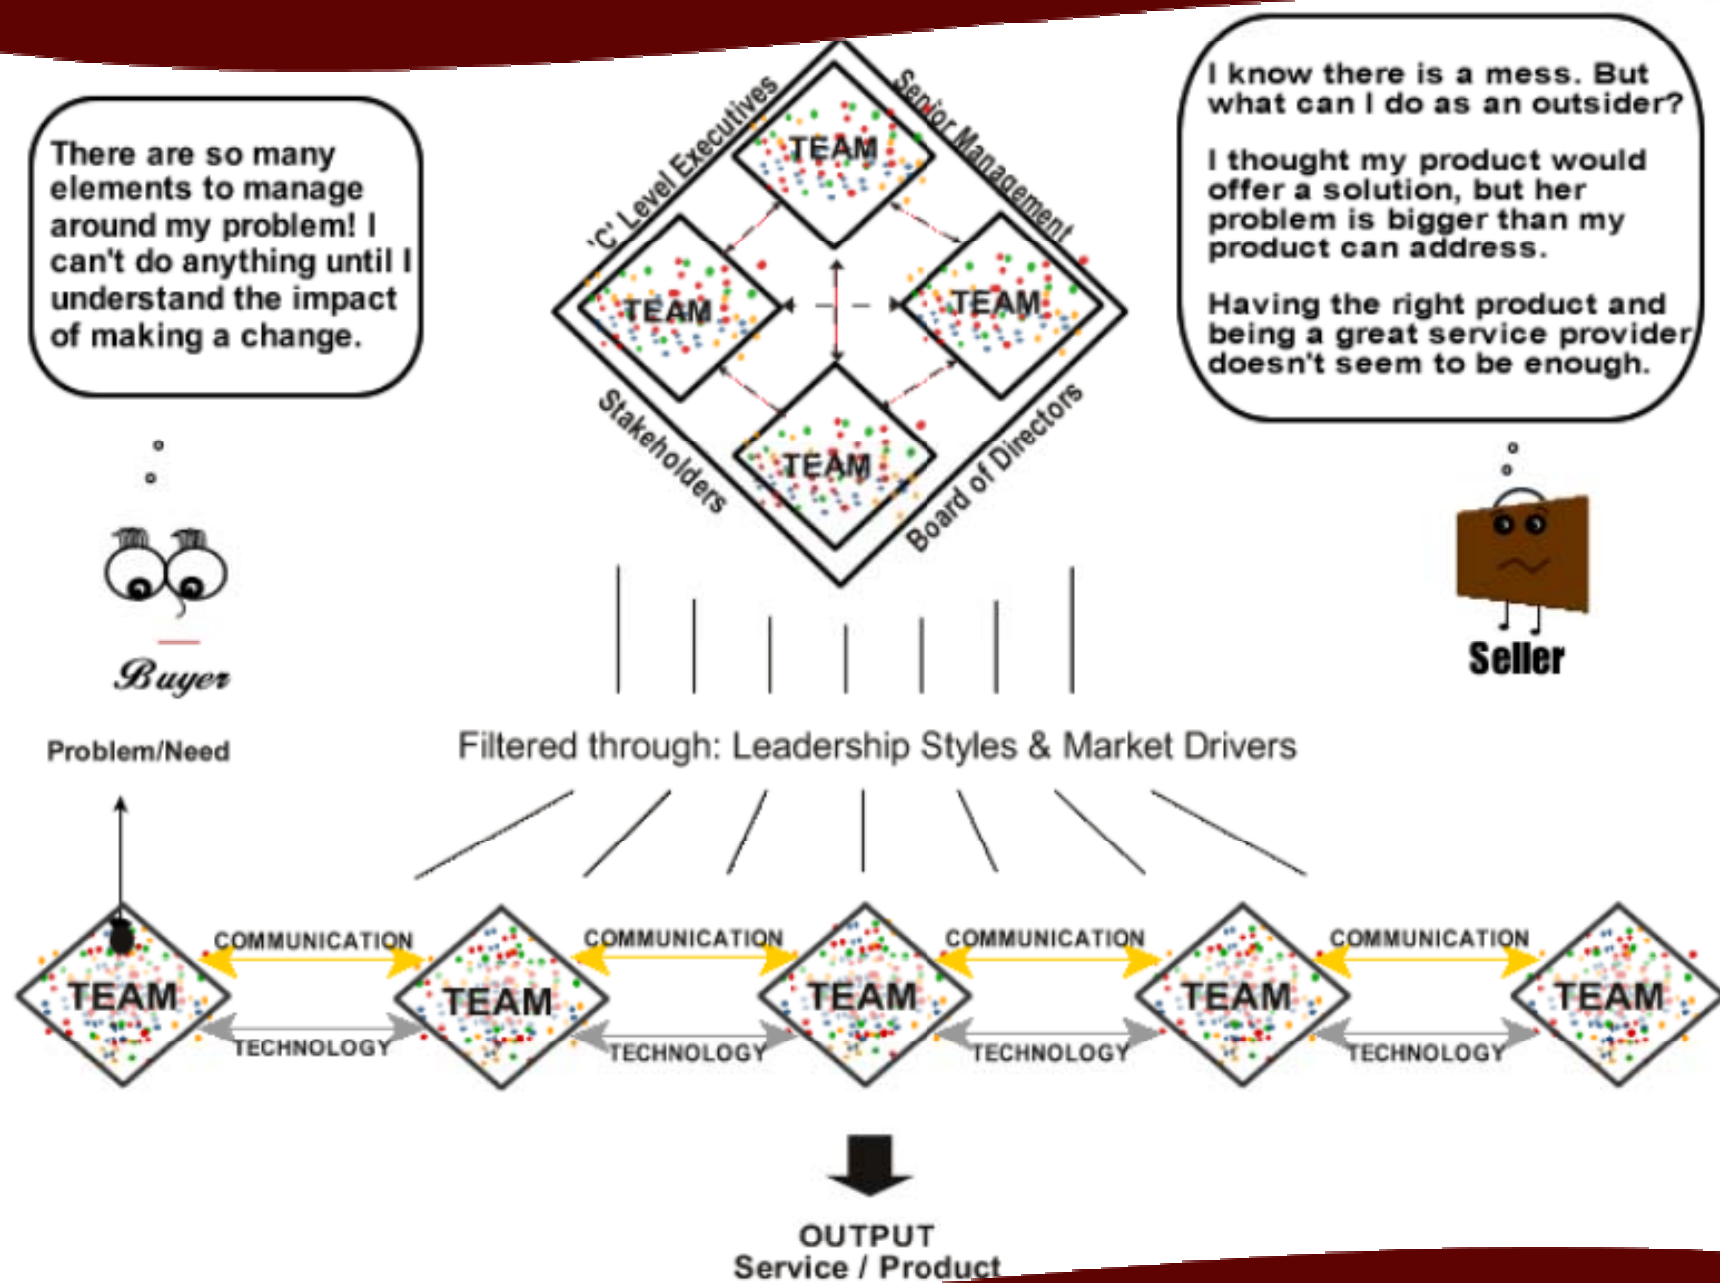 There are so many
elements to manage
around my problem! I
can't do anything until I
understand the impact
of making a change.
'C' Level Executives
Senior Management
Stakeholders
Board of Directors
TEAM
TEAM
TEAM
TEAM
I know there is a mess. But
what can I do as an outsider?
I thought my product would
offer a solution, but her
problem is bigger than my
product can address.
Having the right product and
being a great service provider
doesn't seem to be enough.
Buyer
Seller
Problem/Need
Filtered through: Leadership Styles & Market Drivers
COMMUNICATION
COMMUNICATION
COMMUNICATION
COMMUNICATION
TEAM
TEAM
TEAM
TEAM
TEAM
TECHNOLOGY
TECHNOLOGY
TECHNOLOGY
TECHNOLOGY
OUTPUT
Service / Product